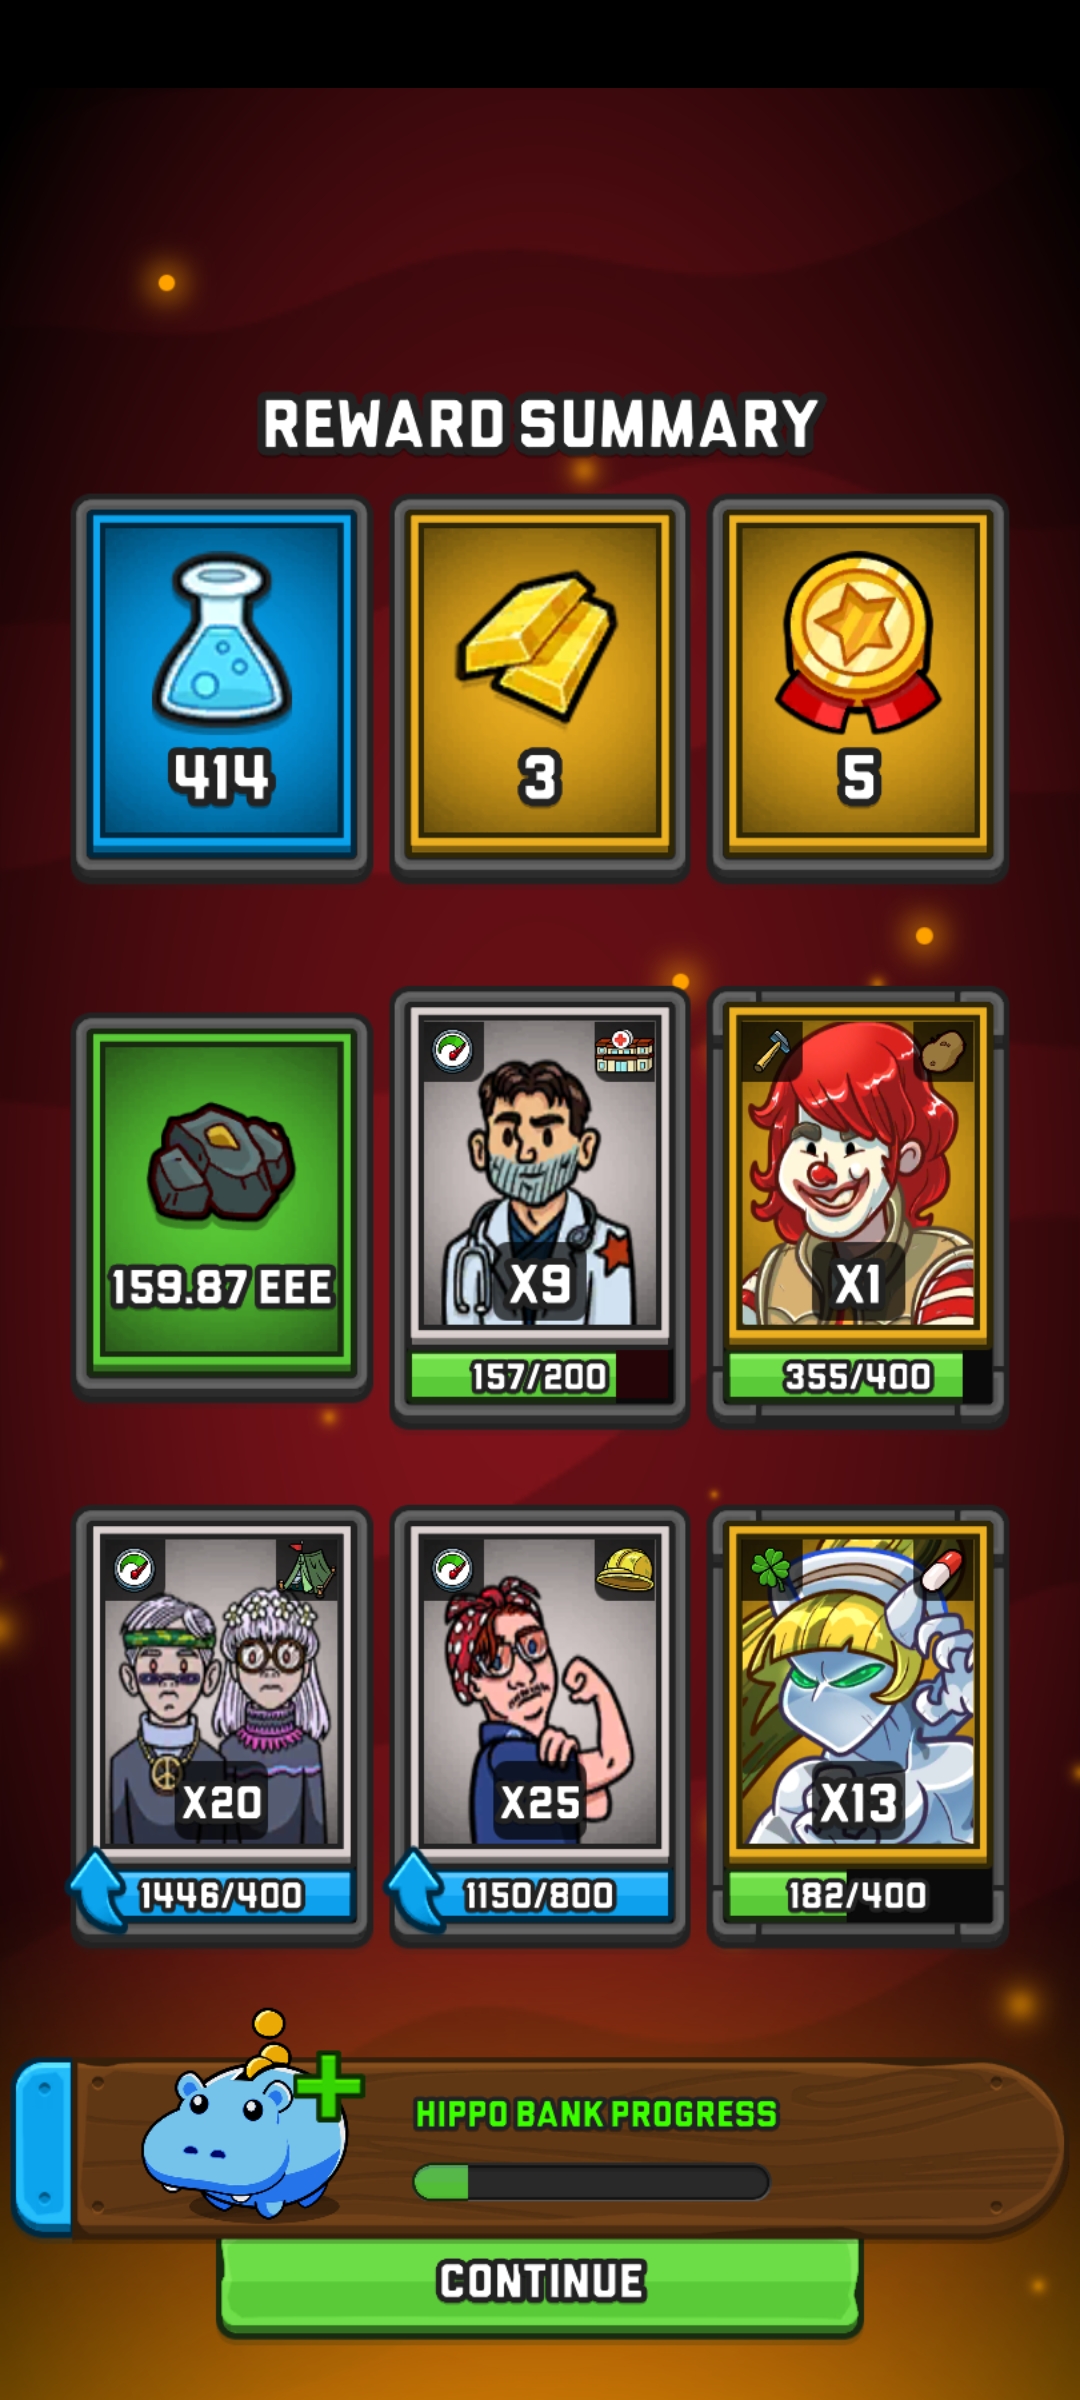 REWARD SUMMARY
414
3
5
159.87 EEE
X9
157/200
X1
355/400
X20
1446/400
X25
1150/800
X13
182/400
HIPPO BANK PROGRESS
CONTINUE